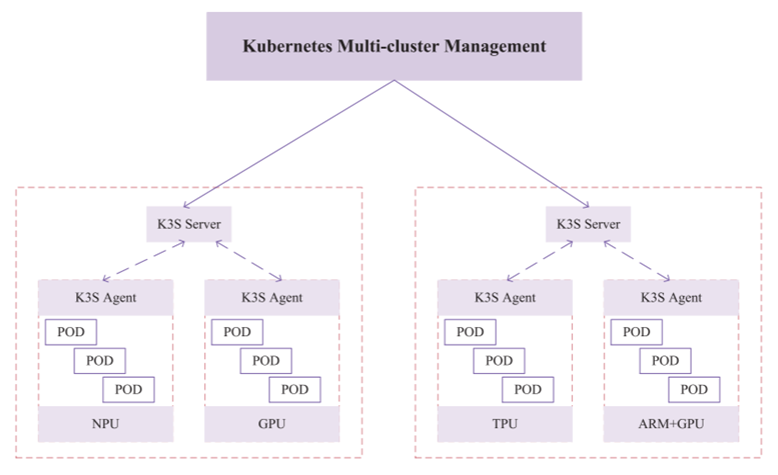 Kubernetes Multi-cluster Management
K3S Server
K3S Server
K3S Agent
K3S Agent
K3S Agent
K3S Agent
POD
POD
POD
POD
POD
POD
POD
POD
POD
POD
POD
POD
NPU
GPU
TPU
ARM+GPU